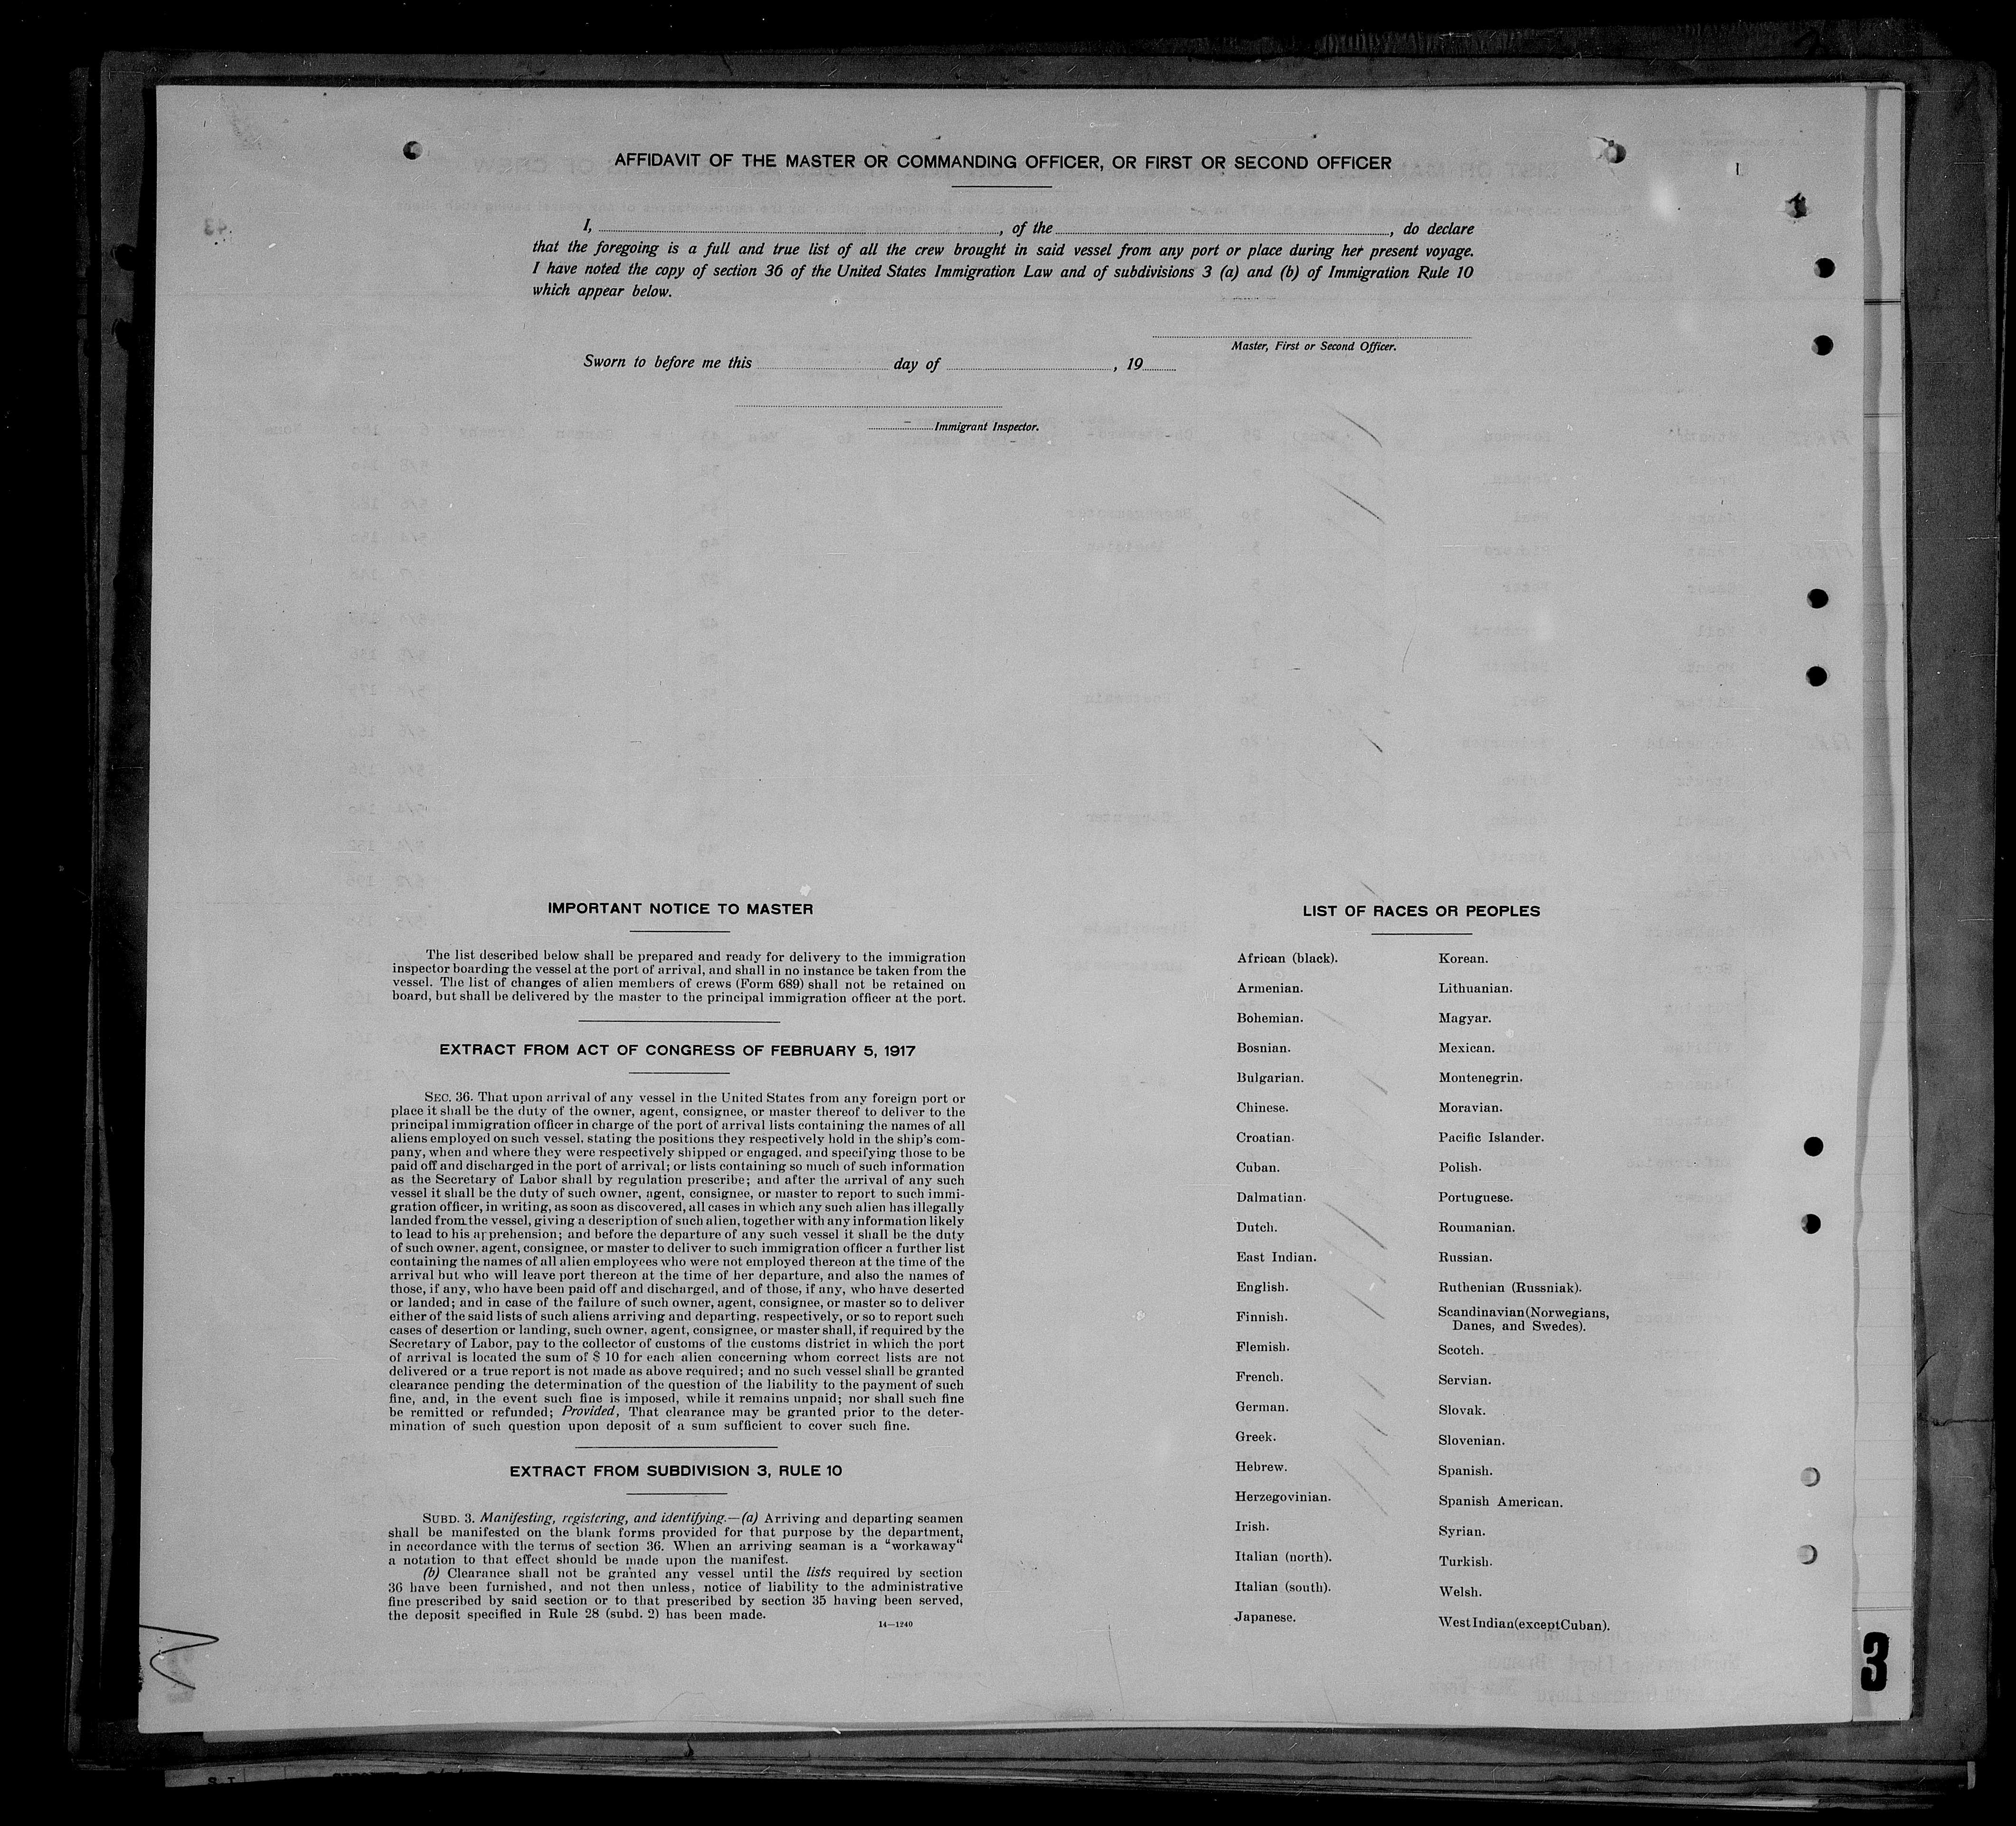 AFFIDAVIT OF THE MASTER OR COMMANDING OFFICER, OR FIRST OR SECOND OFFICER
I, , of the , do declare
that the foregoing is a full and true list of all the crew brought in said vessel from any port or place during her present voyage.
I have noted the copy of section 36 of the United States Immigration Law and of subdivisions 3 (a) and (b) of Immigration Rule 10
which appear below.
Master, First or Second Officer.
Sworn to before me this day of , 19
Immigrant Inspector.
IMPORTANT NOTICE TO MASTER
The list described below shall be prepared and ready for delivery to the immigration
inspector boarding the vessel at the port of arrival, and shall in no instance be taken from the
vessel. The list of changes of alien members of crews (Form 689) shall not be retained on
board, but shall be delivered by the master to the principal immigration officer at the port.
EXTRACT FROM ACT OF CONGRESS OF FEBRUARY 5, 1917
SEC. 36. That upon arrival of any vessel in the United States from any foreign port or
place it shall be the duty of the owner, agent, consignee, or master thereof to deliver to the
principal immigration officer in charge of the port of arrival lists containing the names of all
aliens employed on such vessel, stating the positions they respectively hold in the ship's com-
pany, when and where they were respectively shipped or engaged, and specifying those to be
paid off and discharged in the port of arrival; or lists containing so much of such information
as the Secretary of Labor shall by regulation prescribe; and after the arrival of any such
vessel it shall be the duty of such owner, agent, consignee, or master to report to such immi-
gration officer, in writing, as soon as discovered, all cases in which any such alien has illegally
landed from the vessel, giving a description of such alien, together with any information likely
to lead to his apprehension; and before the departure of any such vessel it shall be the duty
of such owner, agent, consignee, or master to deliver to such immigration officer a further list
containing the names of all alien employees who were not employed thereon at the time of the
arrival but who will leave port thereon at the time of her departure, and also the names of
those, if any, who have been paid off and discharged, and of those, if any, who have deserted
or landed; and in case of the failure of such owner, agent, consignee, or master so to deliver
either of the said lists of such aliens arriving and departing, respectively, or so to report such
cases of desertion or landing, such owner, agent, consignee, or master shall, if required by the
Secretary of Labor, pay to the collector of customs of the customs district in which the port
of arrival is located the sum of $ 10 for each alien concerning whom correct lists are not
delivered or a true report is not made as above required; and no such vessel shall be granted
clearance pending the determination of the question of the liability to the payment of such
fine, and, in the event such fine is imposed, while it remains unpaid; nor shall such fine
be remitted or refunded; Provided, That clearance may be granted prior to the deter-
mination of such question upon deposit of a sum sufficient to cover such fine.
EXTRACT FROM SUBDIVISION 3, RULE 10
SUBD. 3. Manifesting, registering, and identifying.—(a) Arriving and departing seamen
shall be manifested on the blank forms provided for that purpose by the department,
in accordance with the terms of section 36. When an arriving seaman is a "workaway"
a notation to that effect should be made upon the manifest.
(b) Clearance shall not be granted any vessel until the lists required by section
36 have been furnished, and not then unless, notice of liability to the administrative
fine prescribed by said section or to that prescribed by section 35 having been served,
the deposit specified in Rule 28 (subd. 2) has been made.
14—1240
LIST OF RACES OR PEOPLES
African (black).
Armenian.
Bohemian.
Bosnian.
Bulgarian.
Chinese.
Croatian.
Cuban.
Dalmatian.
Dutch.
East Indian.
English.
Finnish.
Flemish.
French.
German.
Greek.
Hebrew.
Herzegovinian.
Irish.
Italian (north).
Italian (south).
Japanese.
Korean.
Lithuanian.
Magyar.
Mexican.
Montenegrin.
Moravian.
Pacific Islander.
Polish.
Portuguese.
Roumanian.
Russian.
Ruthenian (Russniak).
Scandinavian (Norwegians,
Danes, and Swedes).
Scotch.
Servian.
Slovak.
Slovenian.
Spanish.
Spanish American.
Syrian.
Turkish.
Welsh.
West Indian (except Cuban).
3